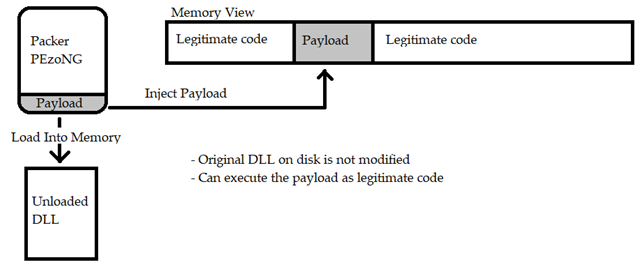 Memory View
Packer
PEzoNG
Payload
Legitimate code
Payload
Legitimate code
Inject Payload
Load Into Memory
Unloaded
DLL
- Original DLL on disk is not modified
- Can execute the payload as legitimate code